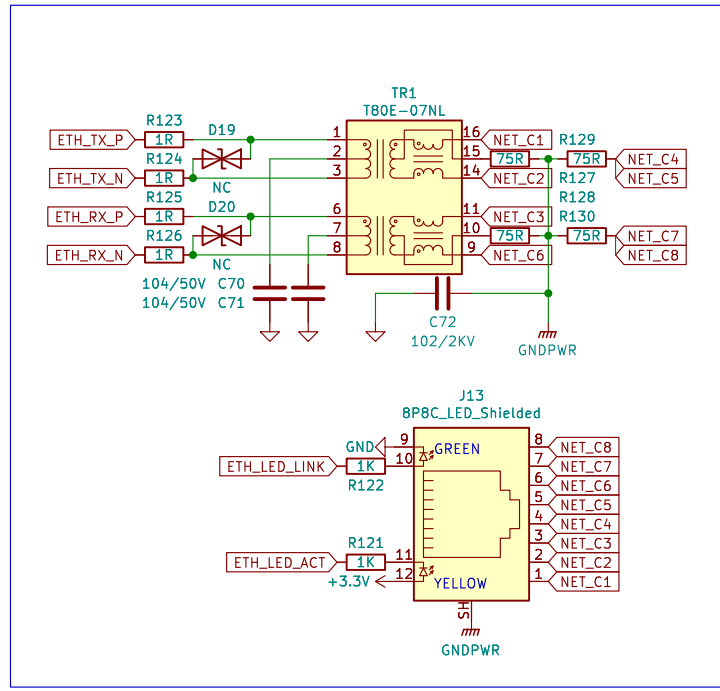 TR1
T80E-07NL
R123
ETH_TX_P
1R
D19
1
16
NET_C1
R129
R124
2
15
75R
75R
NET_C4
ETH_TX_N
1R
3
14
NET_C2
R127
NET_C5
NC
R125
R128
ETH_RX_P
1R
D20
6
11
NET_C3
R130
R126
7
10
75R
75R
NET_C7
ETH_RX_N
1R
8
9
NET_C6
NET_C8
NC
104/50V C70
104/50V C71
C72
102/2KV
GNDPWR
J13
8P8C_LED_Shielded
GND
9
GREEN
8
NET_C8
ETH_LED_LINK
1K
10
7
NET_C7
R122
6
NET_C6
5
NET_C5
4
NET_C4
R121
3
NET_C3
ETH_LED_ACT
1K
11
2
NET_C2
+3.3V
12
YELLOW
1
NET_C1
HS
GNDPWR